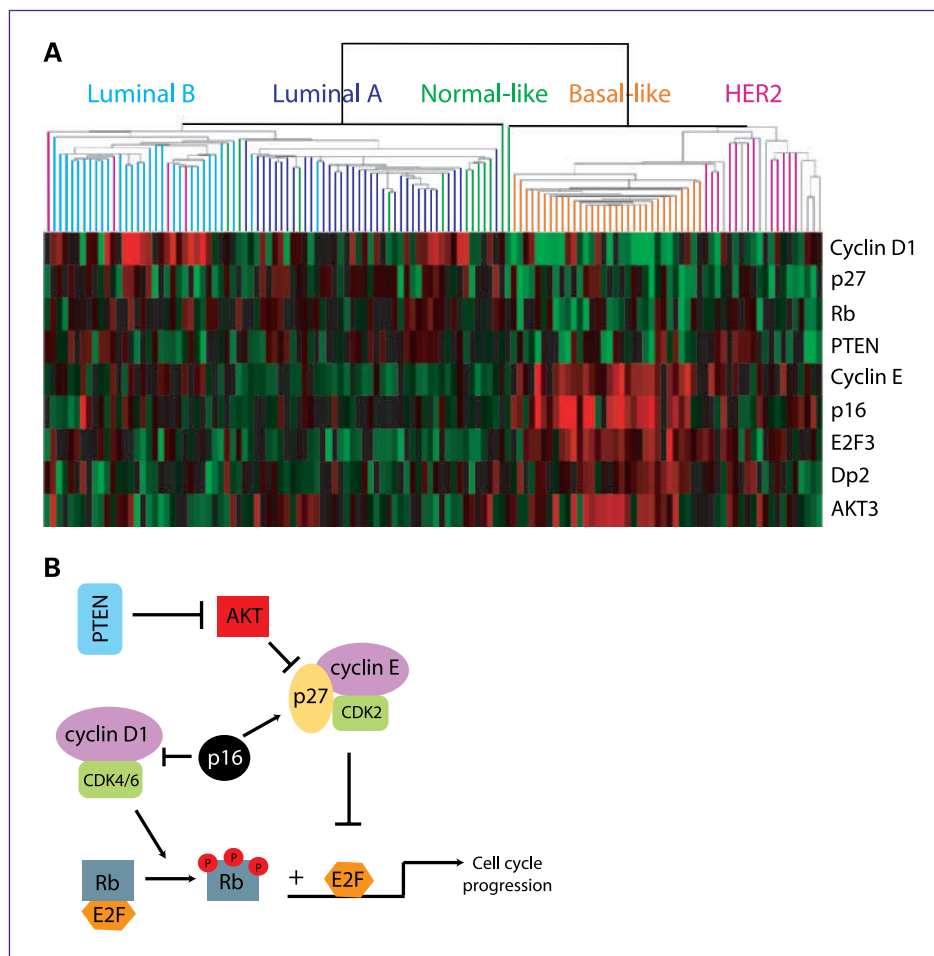 A
Luminal B Luminal A Normal-like Basal-like HER2
Cyclin D1
p27
Rb
PTEN
Cyclin E
p16
E2F3
Dp2
AKT3
B
PTEN
AKT
cyclin E
p27
CDK2
cyclin D1
p16
CDK4/6
P P P
Rb
Rb
+
E2F
E2F
Cell cycle
progression